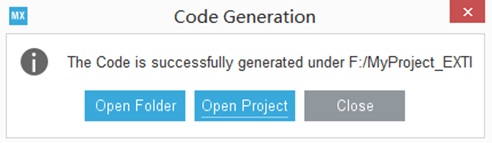 MX
Code Generation
The Code is successfully generated under F:/MyProject_EXTI
Open Folder
Open Project
Close